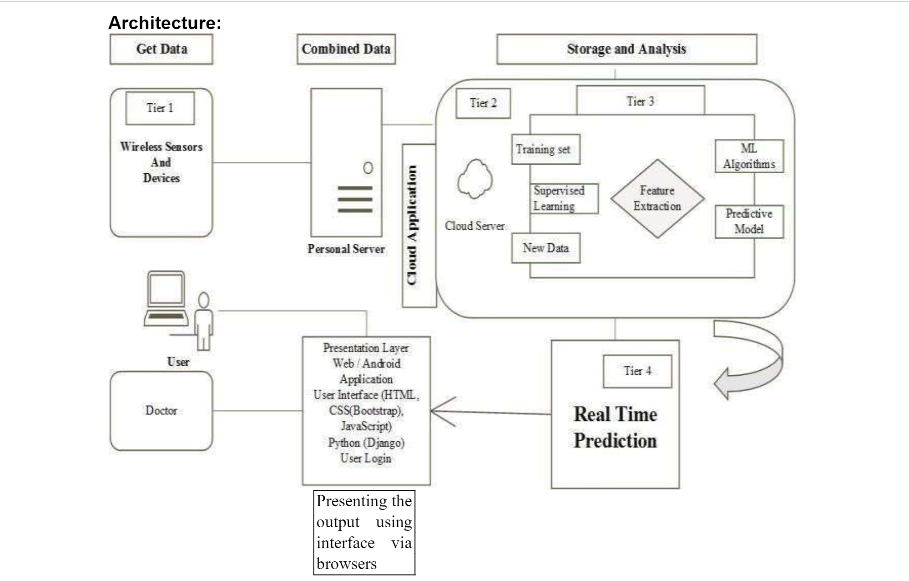 Architecture:
Get Data
Combined Data
Storage and Analysis
Tier 1
Wireless Sensors
And
Devices
Personal Server
Cloud Application
Tier 2
Cloud Server
Tier 3
Training set
Supervised
Learning
New Data
Feature
Extraction
ML
Algorithms
Predictive
Model
User
Doctor
Presentation Layer
Web / Android
Application
User Interface (HTML,
CSS(Bootstrap),
JavaScript)
Python (Django)
User Login
Tier 4
Real Time
Prediction
Presenting the
output using
interface via
browsers